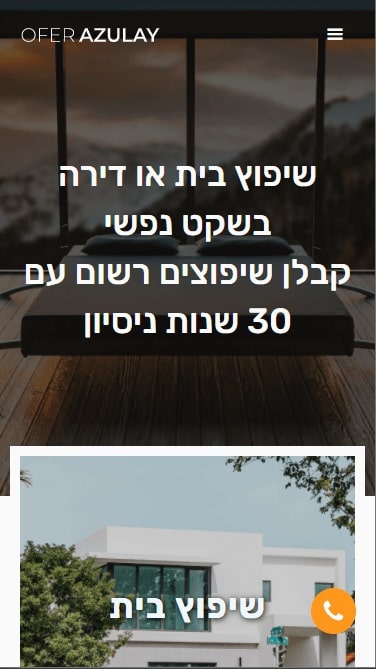 OFER AZULAY
שיפוץ בית או דירה
בשקט נפשי
קבלן שיפוצים רשום עם
30 שנות ניסיון
שיפוץ בית